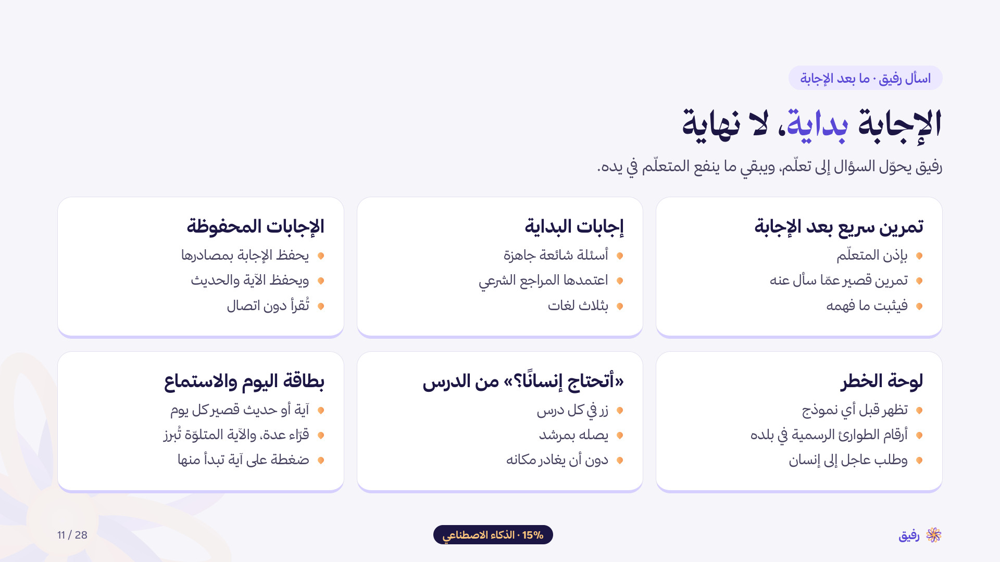 اسأل رفيق · ما بعد الإجابة
الإجابة بداية، لا نهاية
رفيق يحوّل السؤال إلى تعلّم، ويبقي ما ينفع المتعلّم في يده.
تمرين سريع بعد الإجابة
بإذن المتعلّم
تمرين قصير عمّا سأل عنه
فيثبت ما فهمه
إجابات البداية
أسئلة شائعة جاهزة
اعتمدها المراجع الشرعي
بثلاث لغات
الإجابات المحفوظة
يحفظ الإجابة بمصادرها
ويحفظ الآية والحديث
تُقرأ دون اتصال
لوحة الخطر
تظهر قبل أي نموذج
أرقام الطوارئ الرسمية في بلده
وطلب عاجل إلى إنسان
«أتحتاج إنسانًا؟» من الدرس
زر في كل درس
يصله بمرشد
دون أن يغادر مكانه
بطاقة اليوم والاستماع
آية أو حديث قصير كل يوم
قرّاء عدة، والآية المتلوّة تُبرز
ضغطة على آية تبدأ منها
رفيق
15% · الذكاء الاصطناعي
11 / 28